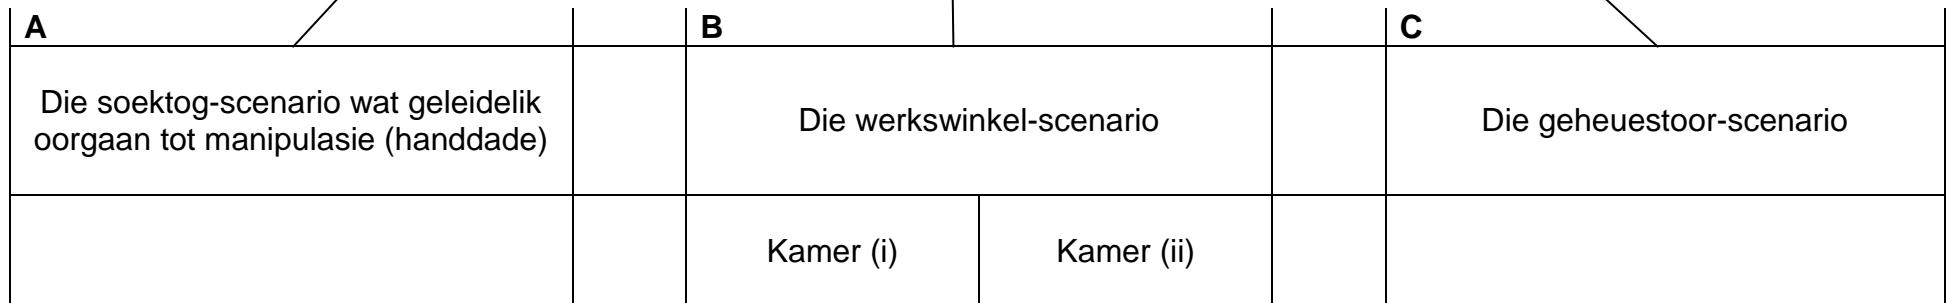 A
B
C
Die soektog-scenario wat geleidelik
oorgaan tot manipulasie (handdade)
Die werkswinkel-scenario
Die geheuestoor-scenario
Kamer (i)
Kamer (ii)